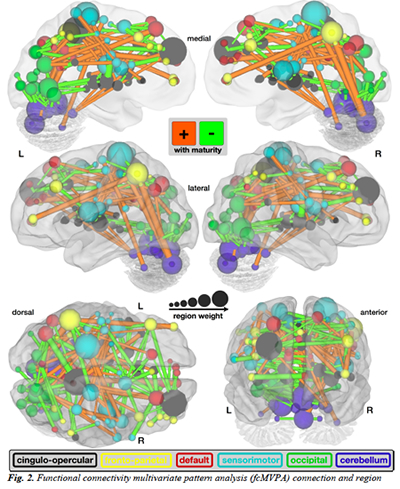 medial
+ -
with maturity
L R
lateral
L
dorsal anterior
region weight
R L R
cingulo-opercular fronto-parietal default sensorimotor occipital cerebellum
Fig. 2. Functional connectivity multivariate pattern analysis (fcMVPA) connection and region